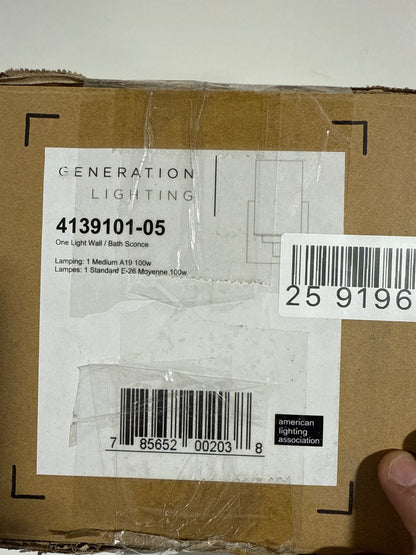 GENERATION
LIGHTING
4139101-05
One Light Wall / Bath Sconce
Lamping: 1 Medium A19 100w
Lampes: 1 Standard E-26 Moyenne 100w
25 9196
american
lighting
association
7 85652 00203 8